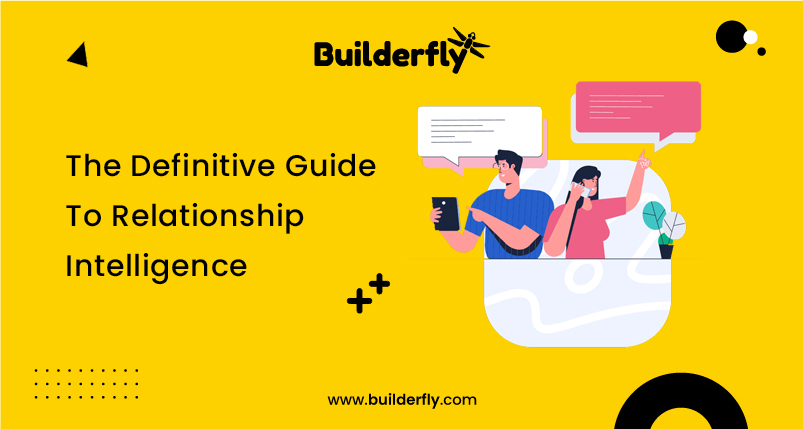 Builderfly
The Definitive Guide
To Relationship
Intelligence
www.builderfly.com